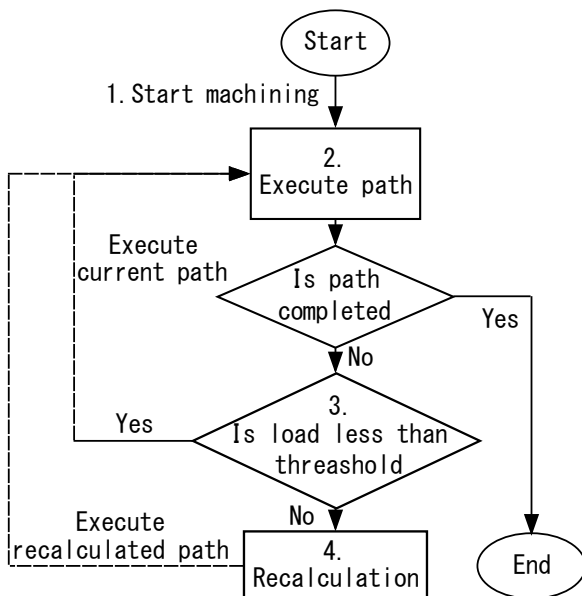 Start
1. Start machining
2.
Execute path
Execute
current path
Is path
completed
Yes
No
3.
Is load less than
threashold
Yes
No
Execute
recalculated path
4.
Recalculation
End